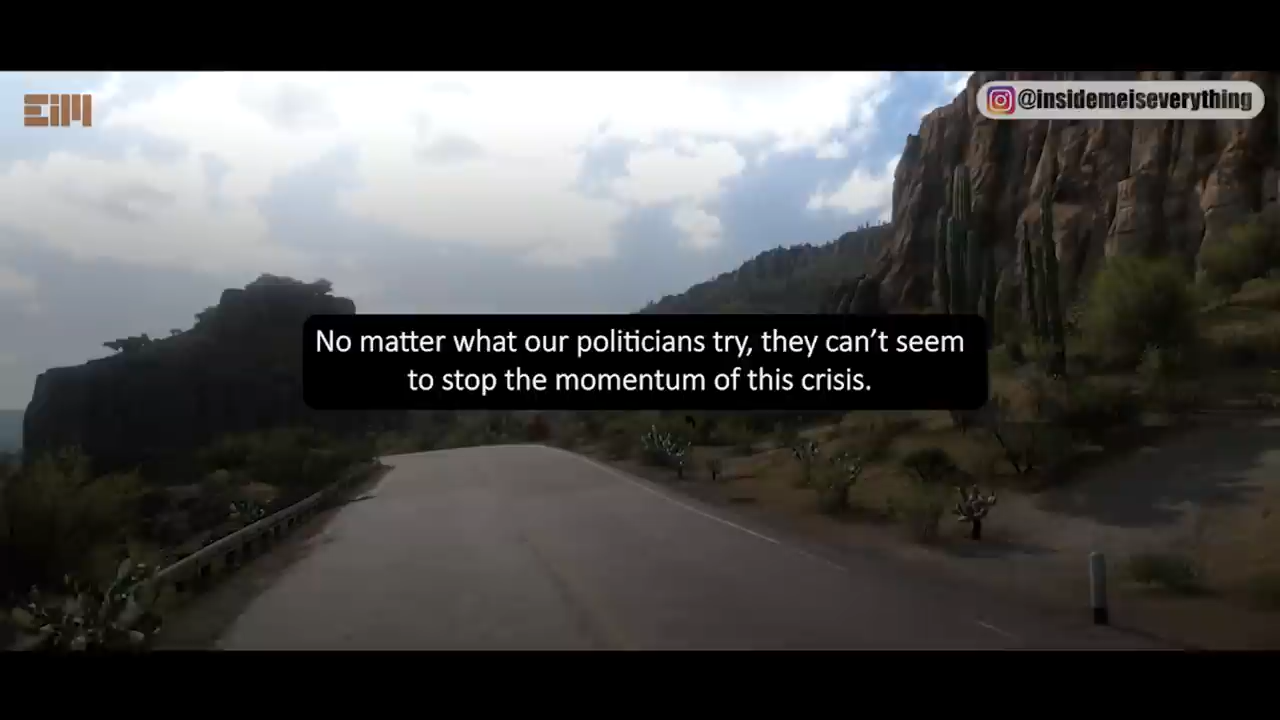 EiM
@insidemeiseverything
No matter what our politicians try, they can’t seem
to stop the momentum of this crisis.